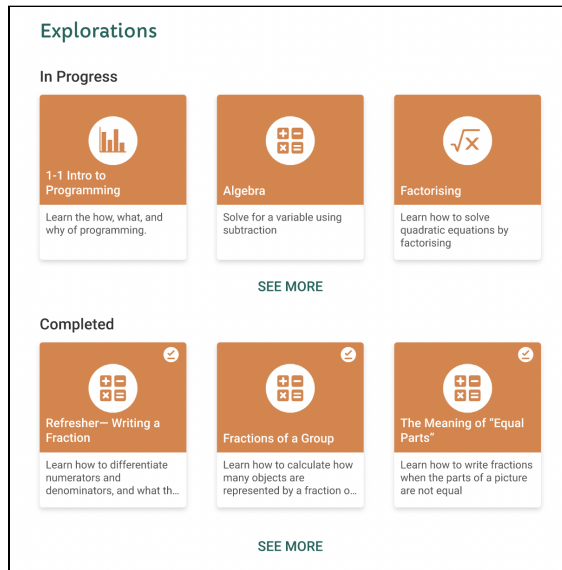 Explorations
In Progress
1-1 Intro to
Programming
Learn the how, what, and
why of programming.
Algebra
Solve for a variable using
subtraction
Factorising
Learn how to solve
quadratic equations by
factorising
SEE MORE
Completed
Refresher— Writing a
Fraction
Learn how to differentiate
numerators and
denominators, and what th...
Fractions of a Group
Learn how to calculate how
many objects are
represented by a fraction o...
The Meaning of “Equal
Parts”
Learn how to write fractions
when the parts of a picture
are not equal
SEE MORE